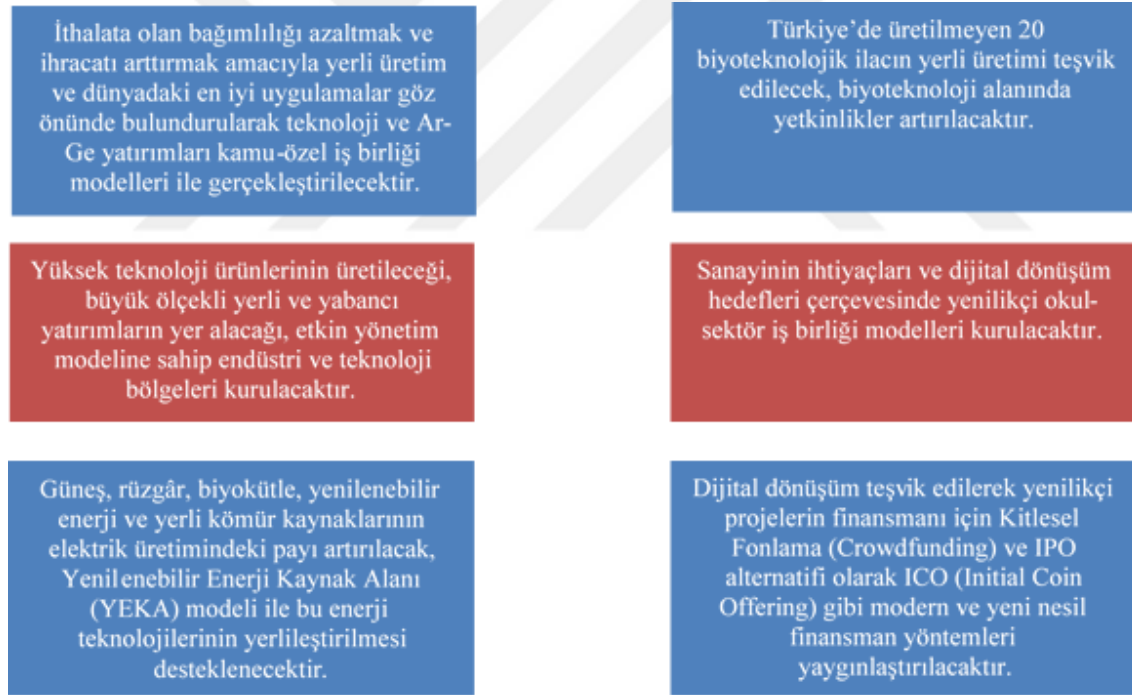 İthalata olan bağımlılığı azaltmak ve
ihracatı arttırmak amacıyla yerli üretim
ve dünyadaki en iyi uygulamalar göz
önünde bulundurularak teknoloji ve Ar-
Ge yatırımları kamu-özel iş birliği
modelleri ile gerçekleştirilecektir.
Türkiye’de üretilmeyen 20
biyoteknolojik ilacın yerli üretimi teşvik
edilecek, biyoteknoloji alanında
yetkinlikler artırılacaktır.
Yüksek teknoloji ürünlerinin üretileceği,
büyük ölçekli yerli ve yabancı
yatırımların yer alacağı, etkin yönetim
modeline sahip endüstri ve teknoloji
bölgeleri kurulacaktır.
Sanayinin ihtiyaçları ve dijital dönüşüm
hedefleri çerçevesinde yenilikçi okul-
sektör iş birliği modelleri kurulacaktır.
Güneş, rüzgâr, biyokütle, yenilenebilir
enerji ve yerli kömür kaynaklarının
elektrik üretimindeki payı artırılacak,
Yenilenebilir Enerji Kaynak Alanı
(YEKA) modeli ile bu enerji
teknolojilerinin yerlileştirilmesi
desteklenecektir.
Dijital dönüşüm teşvik edilerek yenilikçi
projelerin finansmanı için Kitlesel
Fonlama (Crowdfunding) ve IPO
alternatifi olarak ICO (Initial Coin
Offering) gibi modern ve yeni nesil
finansman yöntemleri
yaygınlaştırılacaktır.